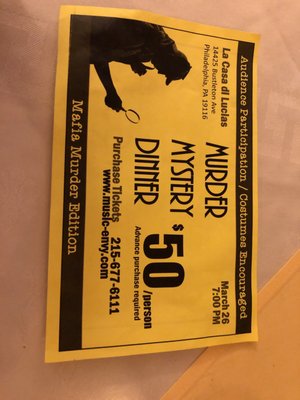 Audience Participation / Costumes Encouraged
La Casa di Lucias
14425 Bustleton Ave
Philadelphia, PA 19116
March 26
7:00 PM
MURDER
MYSTERY
DINNER
$50/person
Advance purchase required
Purchase Tickets 215-677-6111
www.music-envy.com
Mafia Murder Edition